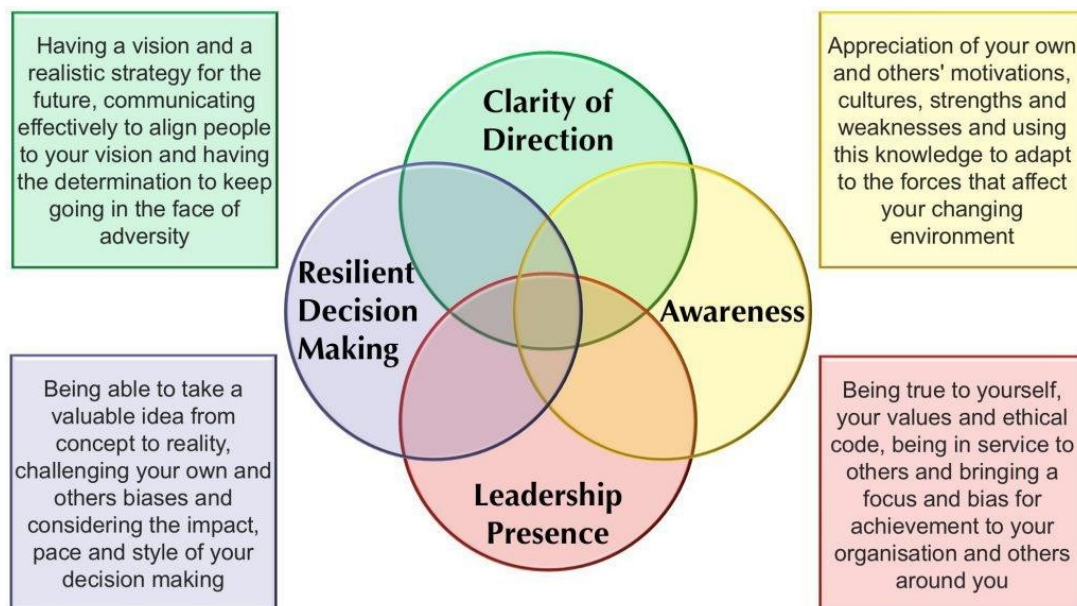 Having a vision and a
realistic strategy for the
future, communicating
effectively to align people
to your vision and having
the determination to keep
going in the face of
adversity
Clarity of
Direction
Appreciation of your own
and others' motivations,
cultures, strengths and
weaknesses and using
this knowledge to adapt
to the forces that affect
your changing
environment
Resilient
Decision
Making
Awareness
Being able to take a
valuable idea from
concept to reality,
challenging your own and
others biases and
considering the impact,
pace and style of your
decision making
Leadership
Presence
Being true to yourself,
your values and ethical
code, being in service to
others and bringing a
focus and bias for
achievement to your
organisation and others
around you